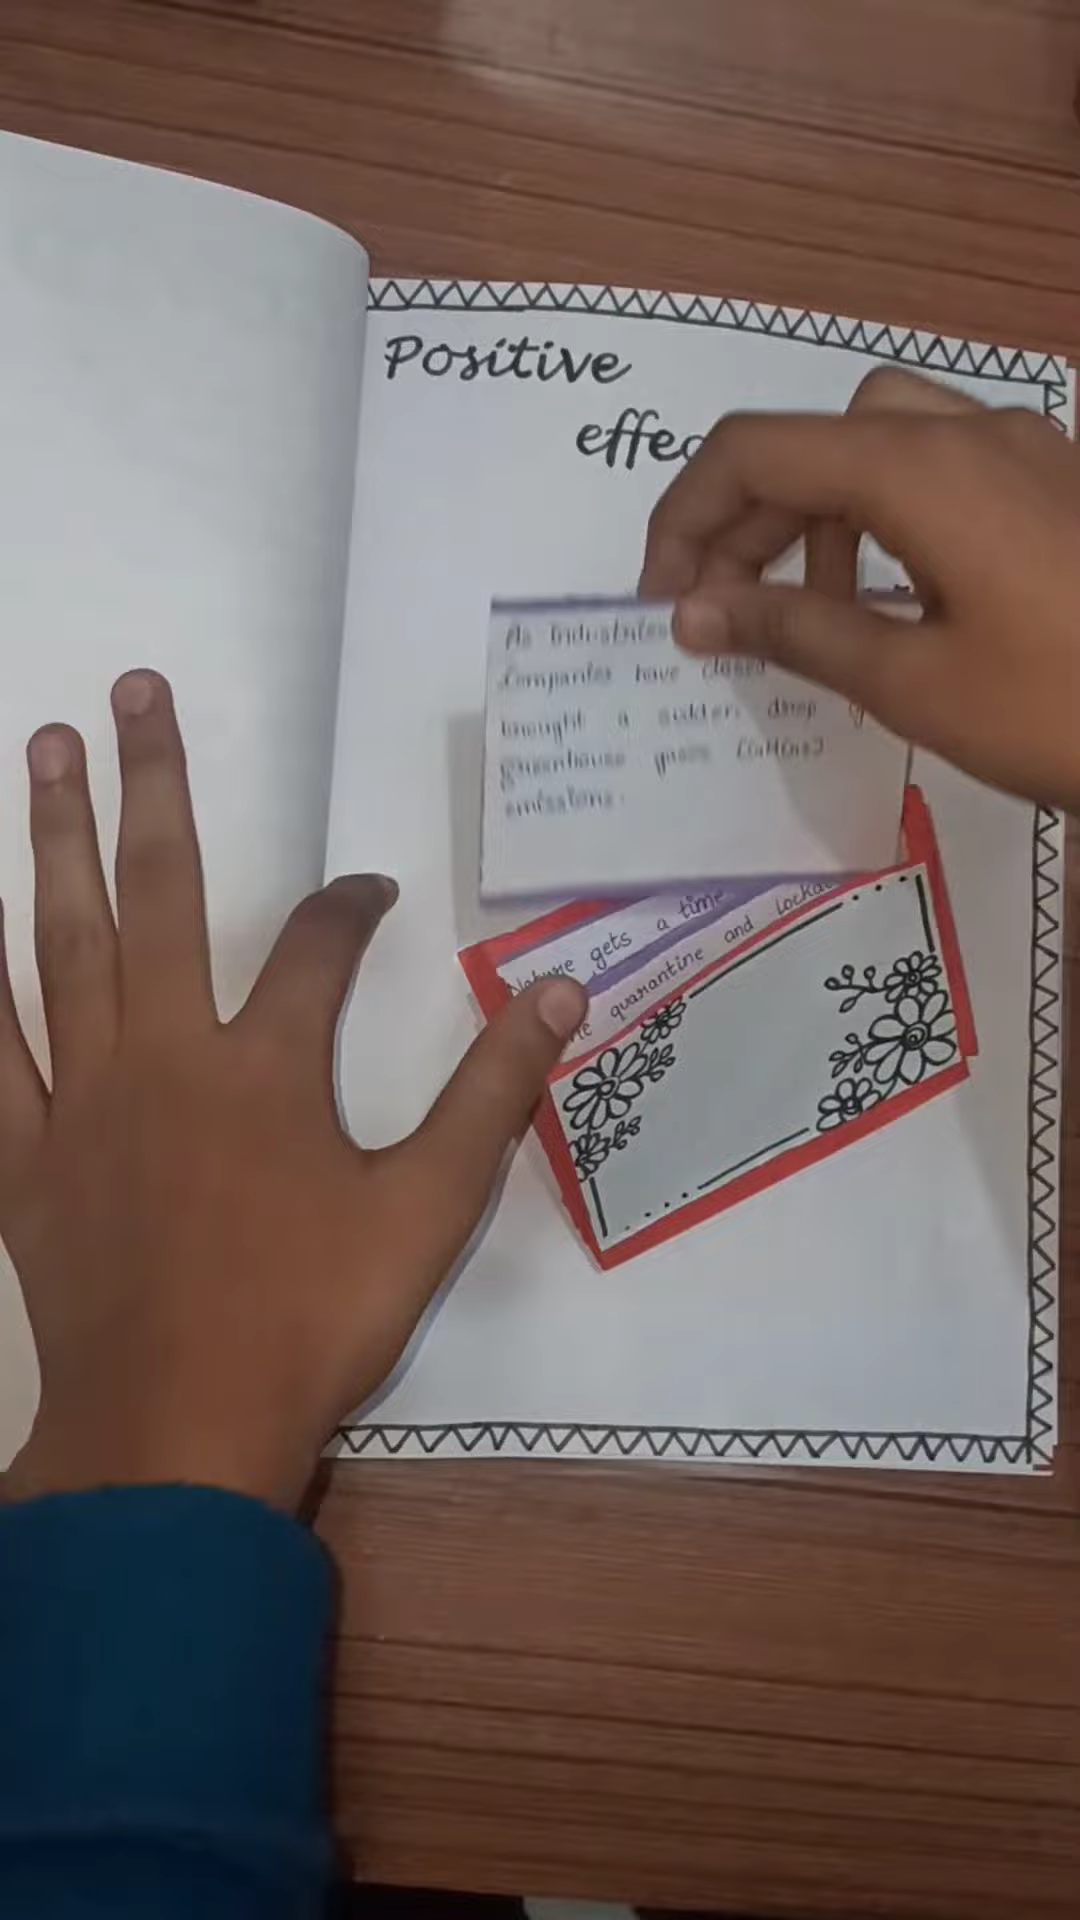 Positive
effec
As Industries
Companies have closed
brought a sudden drop
greenhouse gases
emissions.
Nature gets a time
quarantine and Lockd